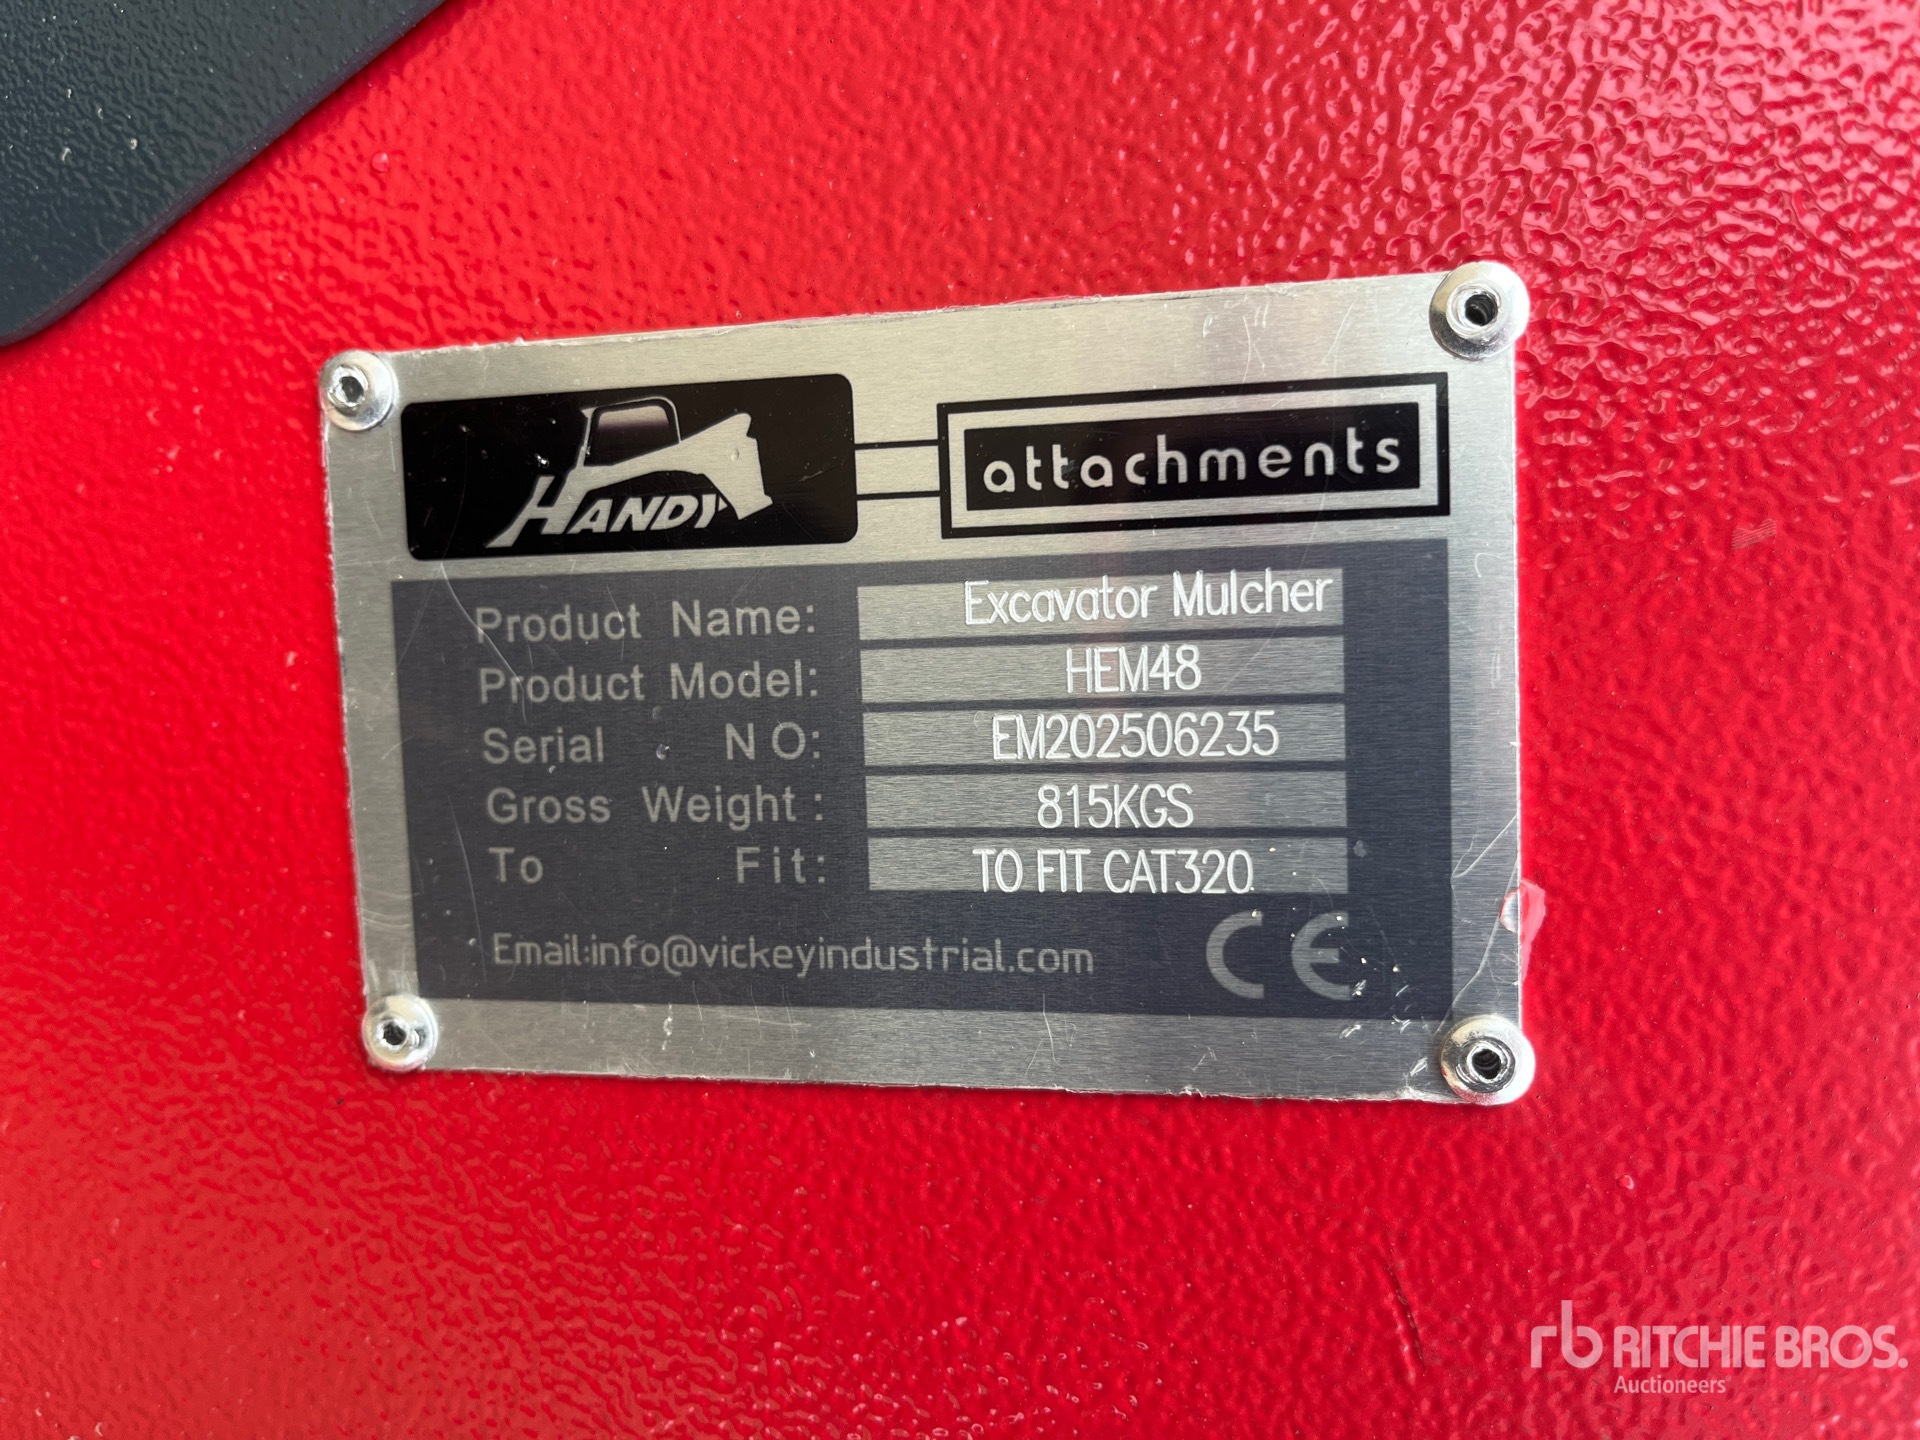 HANDY attachments
Product Name: Excavator Mulcher
Product Model: HEM48
Serial NO: EM202506235
Gross Weight: 815KGS
To Fit: TO FIT CAT320
Email:info@vickeyindustrial.com CE
rb RITCHIE BROS.
Auctioneers